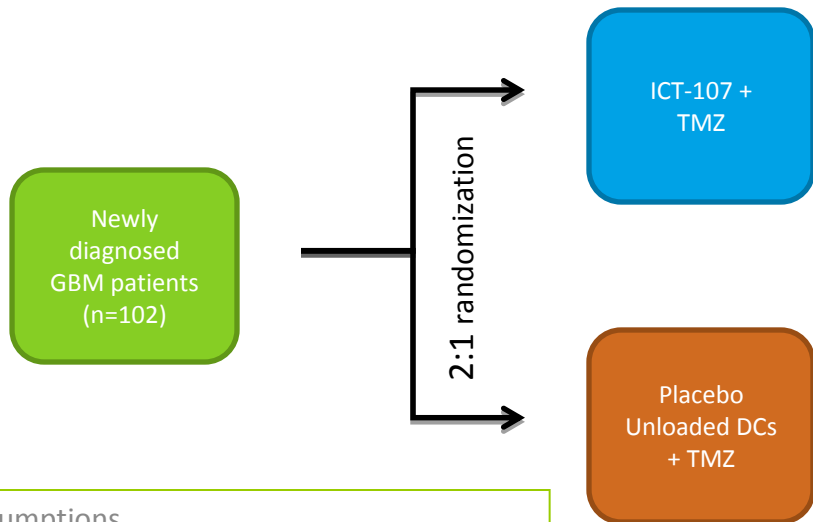 Newly
diagnosed
GBM patients
(n=102)
2:1 randomization
ICT-107 +
TMZ
Placebo
Unloaded DCs
+ TMZ